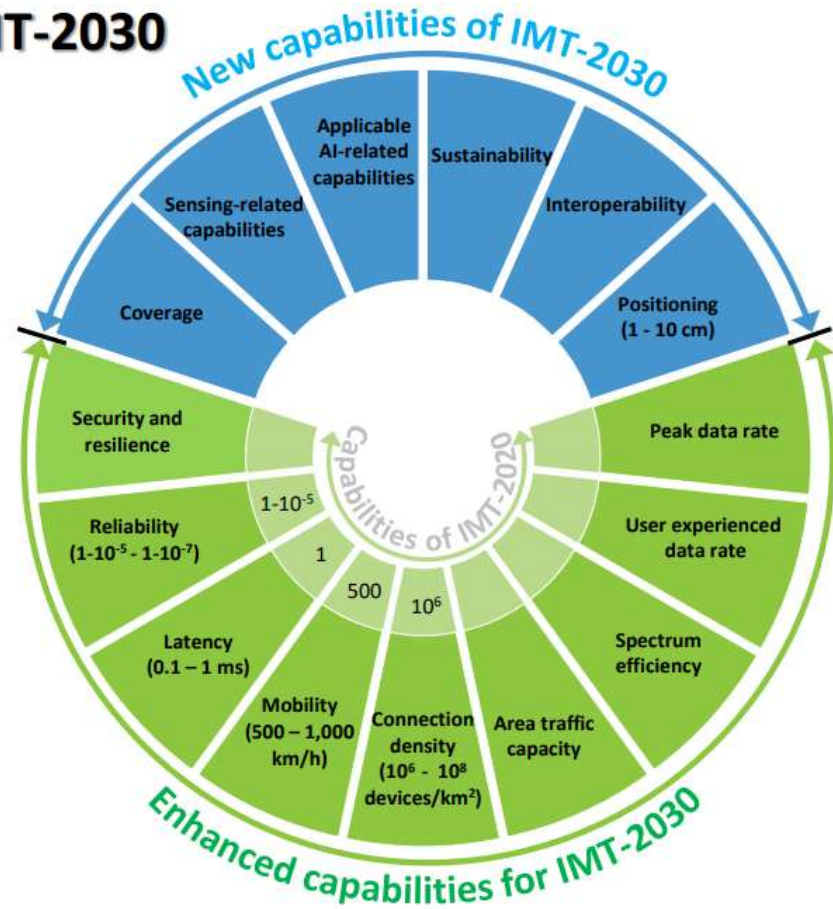 IT-2030
New capabilities of IMT-2030
Applicable
AI-related
capabilities
Sustainability
Sensing-related
capabilities
Interoperability
Coverage
Positioning
(1 - 10 cm)
Security and
resilience
Capabilities of IMT-2020
Peak data rate
Reliability
(1-10⁻⁵ - 1-10⁻⁷)
1-10⁻⁵
User experienced
data rate
Latency
(0.1 – 1 ms)
1
Spectrum
efficiency
Mobility
(500 – 1,000
km/h)
500
Connection
density
(10⁶ - 10⁸
devices/km²)
10⁶
Area traffic
capacity
Enhanced capabilities for IMT-2030